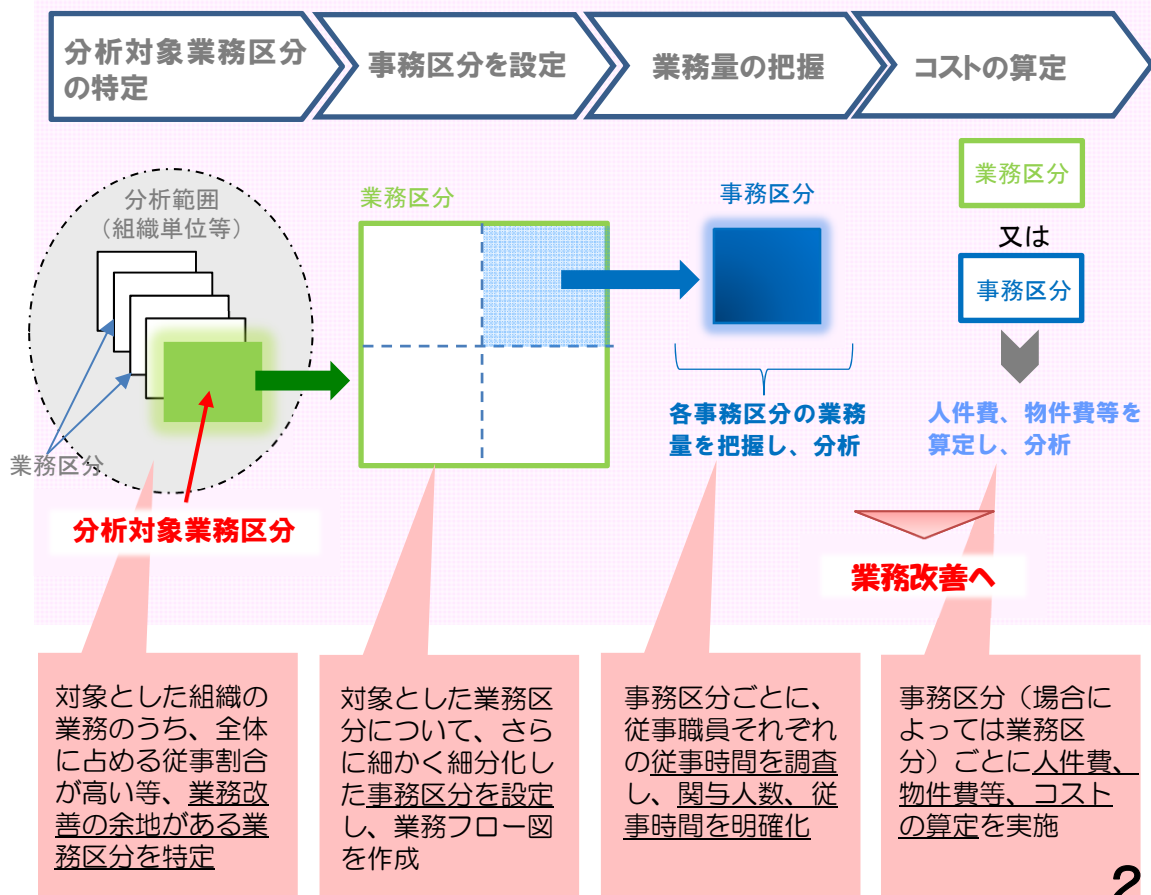 分析対象業務区分
の特定
事務区分を設定
業務量の把握
コストの算定
分析範囲
（組織単位等）
業務区分
分析対象業務区分
業務区分
事務区分
各事務区分の業務
量を把握し、分析
業務区分
又は
事務区分
人件費、物件費等を
算定し、分析
業務改善へ
対象とした組織の
業務のうち、全体
に占める従事割合
が高い等、業務改
善の余地がある業
務区分を特定
対象とした業務区
分について、さら
に細かく細分化し
た事務区分を設定
し、業務フロー図
を作成
事務区分ごとに、
従事職員それぞれ
の従事時間を調査
し、関与人数、従
事時間を明確化
事務区分（場合に
よっては業務区
分）ごとに人件費、
物件費等、コスト
の算定を実施
2